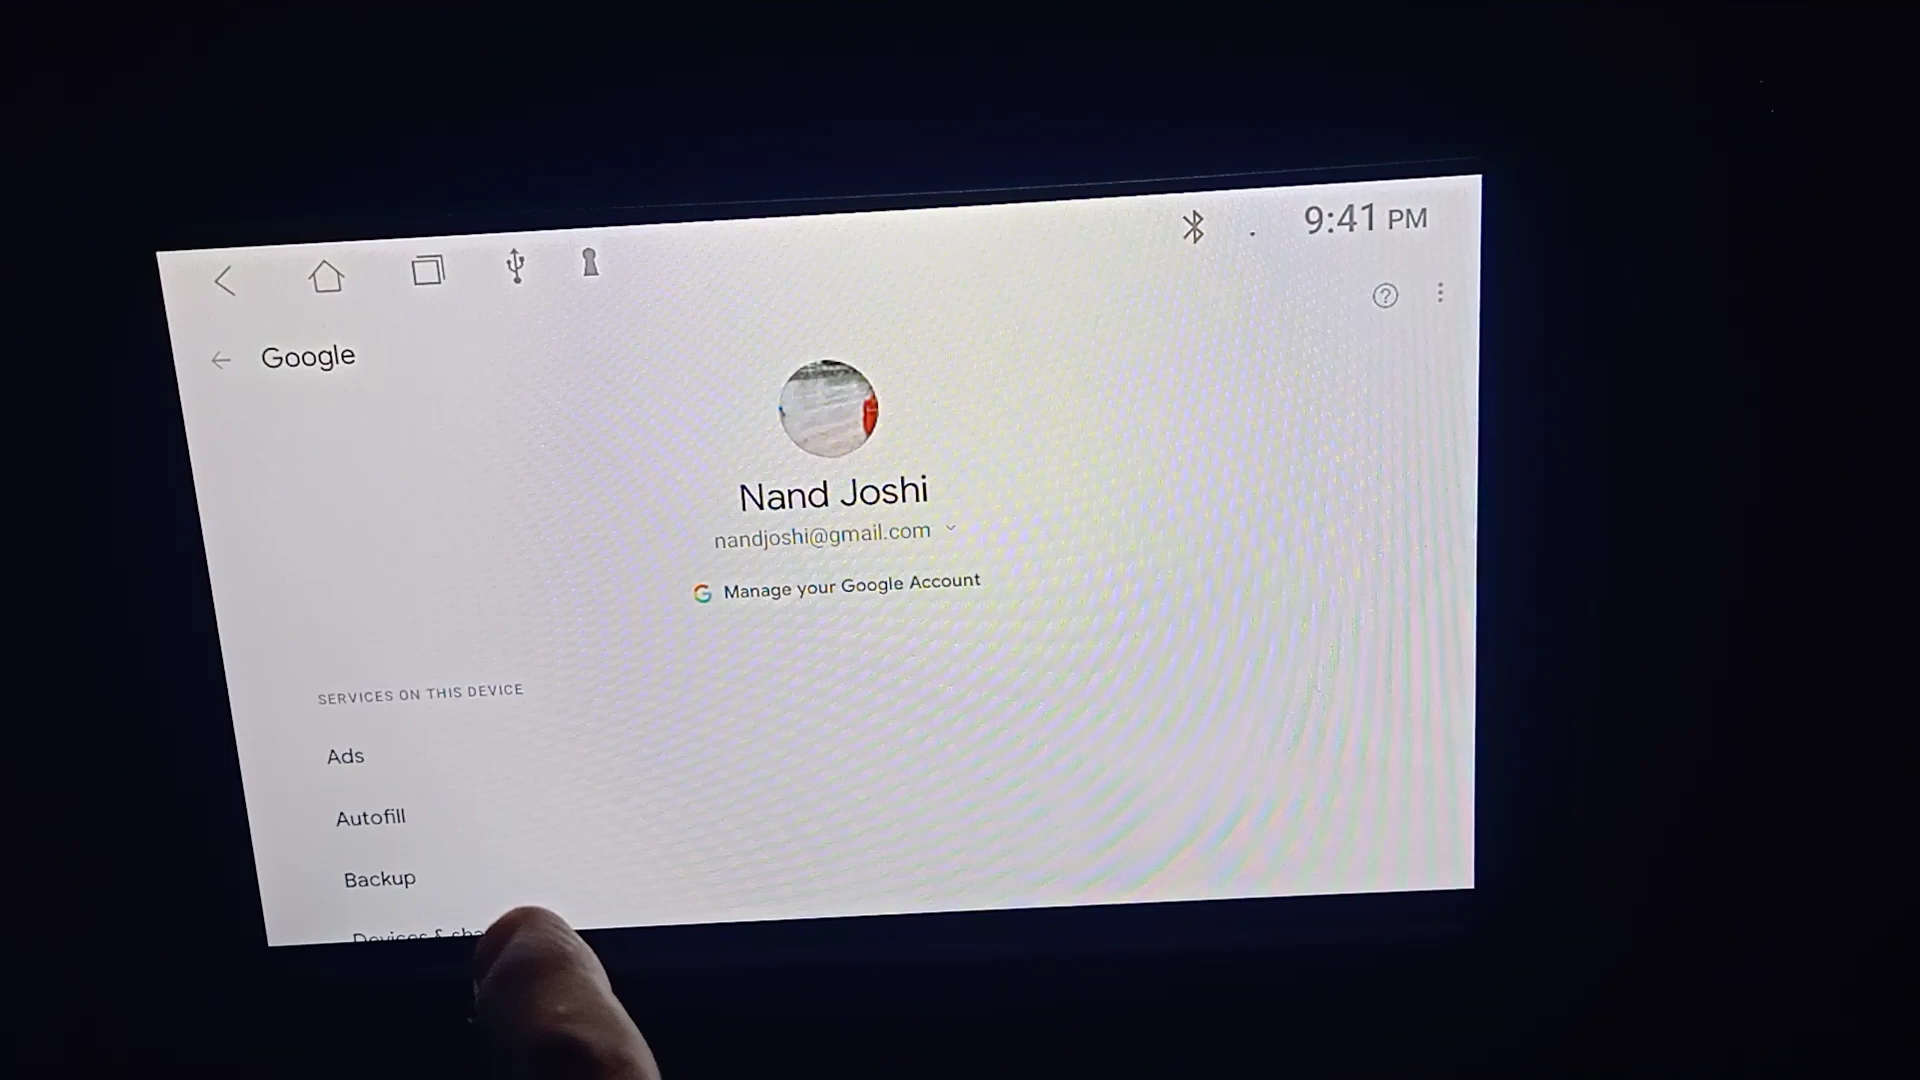 9:41 PM
Google
Nand Joshi
nandjoshi@gmail.com
Manage your Google Account
SERVICES ON THIS DEVICE
Ads
Autofill
Backup
Devices &